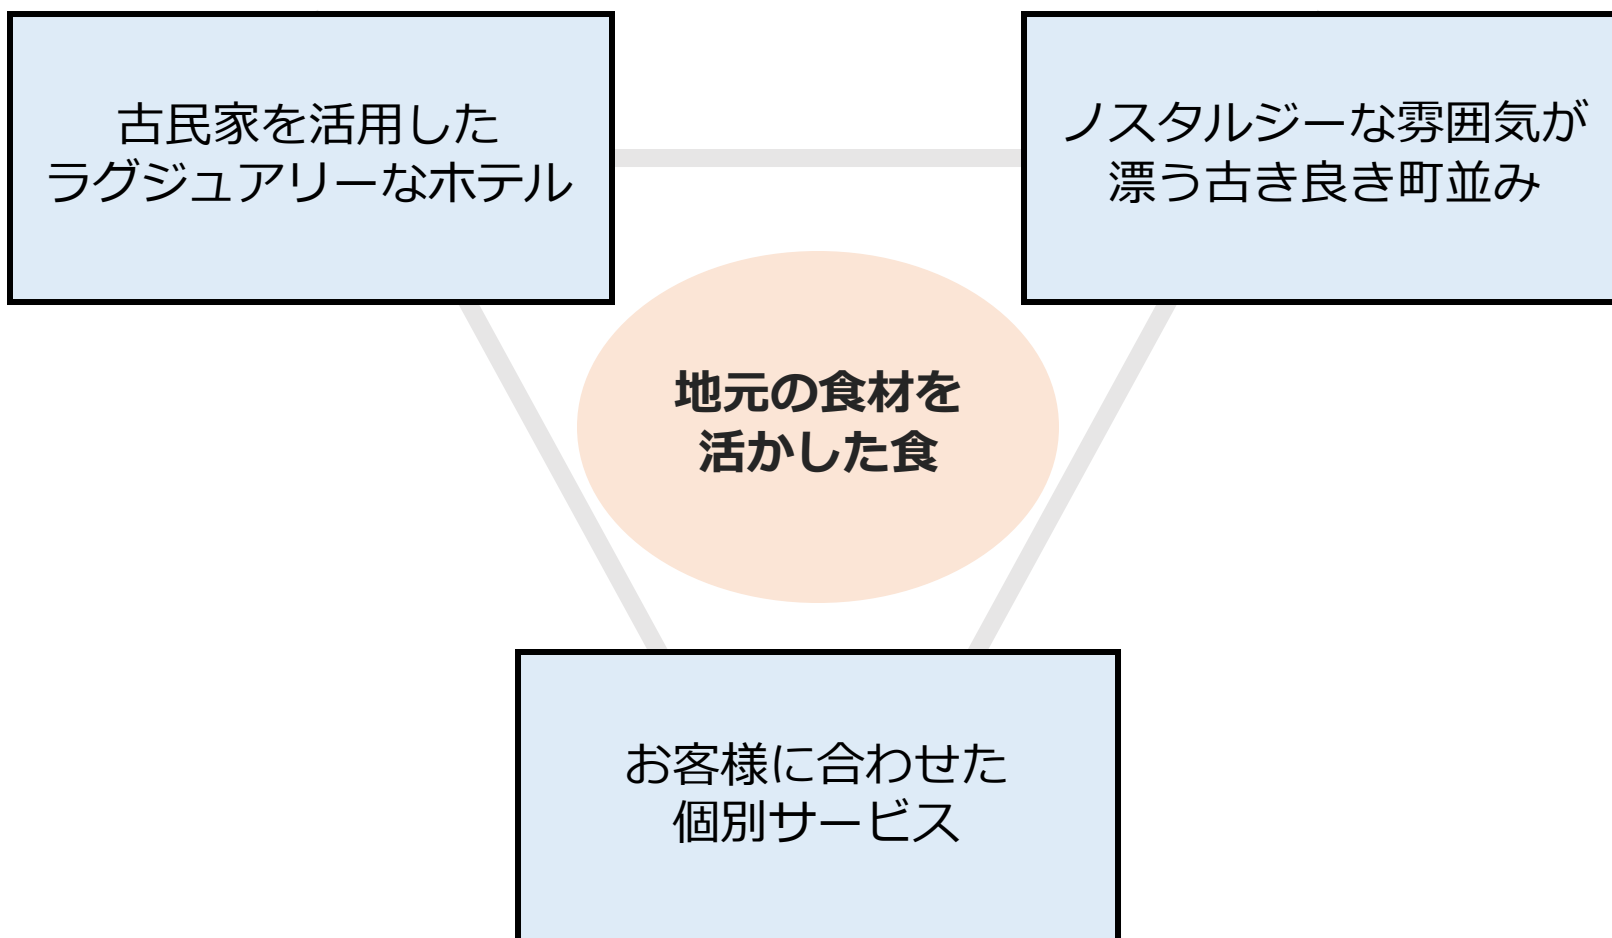 古民家を活用した
ラグジュアリーなホテル
ノスタルジーな雰囲気が
漂う古き良き町並み
地元の食材を
活かした食
お客様に合わせた
個別サービス